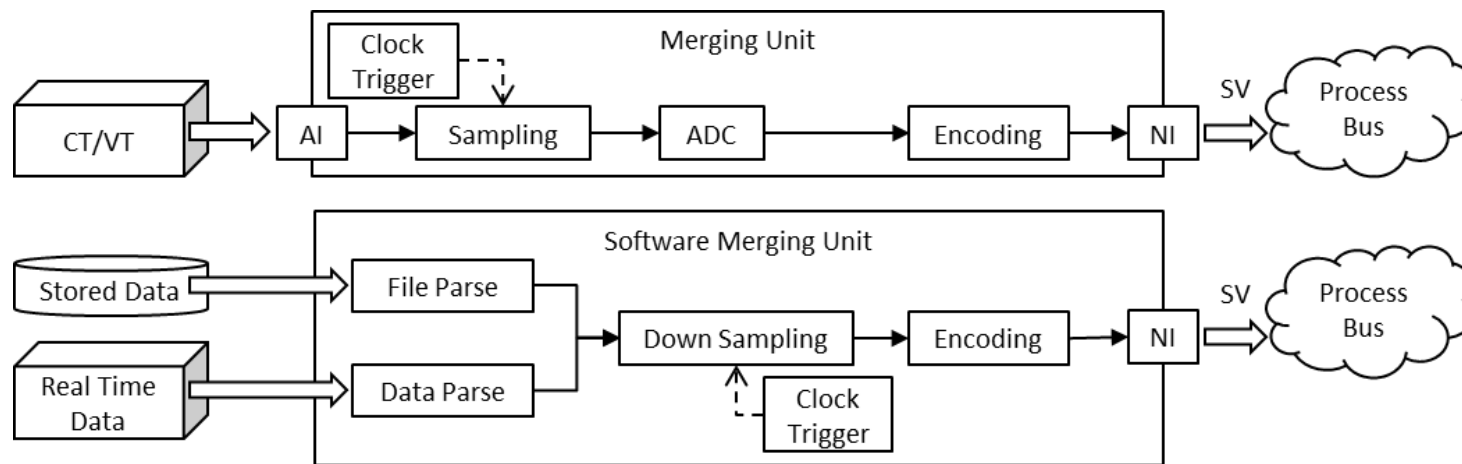 Merging Unit
Clock
Trigger
CT/VT
AI
Sampling
ADC
Encoding
NI
SV
Process
Bus
Software Merging Unit
Stored Data
File Parse
Real Time
Data
Data Parse
Down Sampling
Clock
Trigger
Encoding
NI
SV
Process
Bus